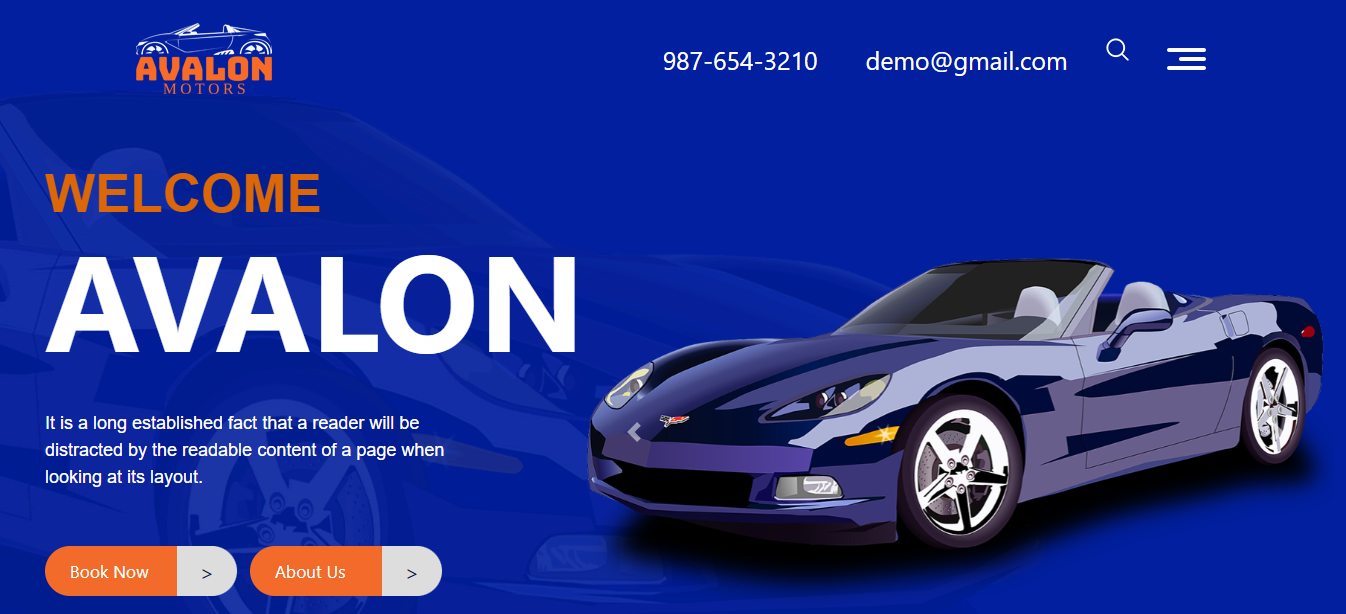 AVALON
MOTORS
987-654-3210
demo@gmail.com
WELCOME
AVALON
It is a long established fact that a reader will be
distracted by the readable content of a page when
looking at its layout.
Book Now >
About Us >